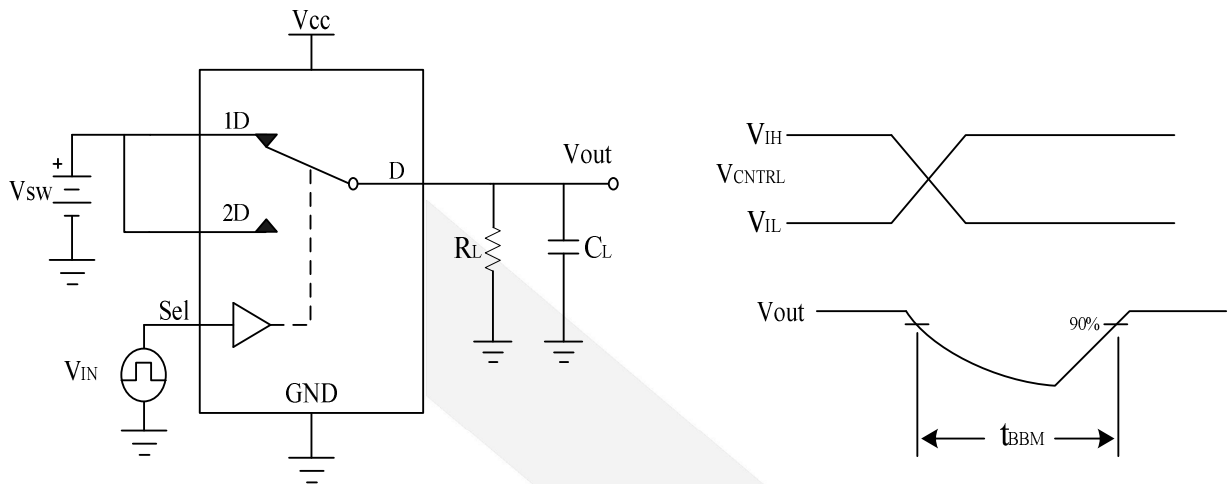 Vcc
1D
+
Vsw
D
Vout
2D
RL
CL
Sel
VIN
GND
VIH
VCNTRL
VIL
Vout
90%
tBBM